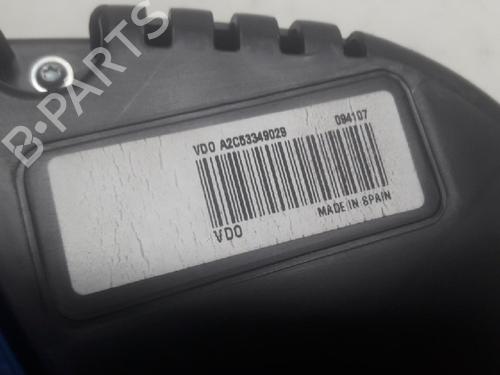 VDO A2C53349029 094107
VDO MADE IN SPAIN
B-PARTS